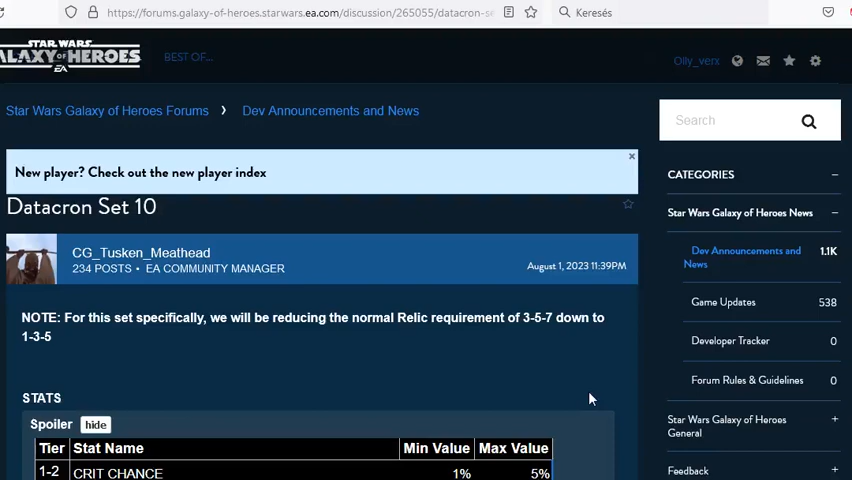 https://forums.galaxy-of-heroes.starwars.ea.com/discussion/265055/datacron-se
Keresés
STAR WARS
GALAXY OF HEROES
EA
BEST OF...
Olly_verx
Star Wars Galaxy of Heroes Forums > Dev Announcements and News
Search
New player? Check out the new player index
×
Datacron Set 10
CG_Tusken_Meathead
234 POSTS • EA COMMUNITY MANAGER
August 1, 2023 11:39PM
NOTE: For this set specifically, we will be reducing the normal Relic requirement of 3-5-7 down to
1-3-5
STATS
Spoiler hide
Tier Stat Name Min Value Max Value
1-2 CRIT CHANCE 1% 5%
CATEGORIES –
Star Wars Galaxy of Heroes News –
Dev Announcements and 1.1K
News
Game Updates 538
Developer Tracker 0
Forum Rules & Guidelines 0
Star Wars Galaxy of Heroes +
General
Feedback +